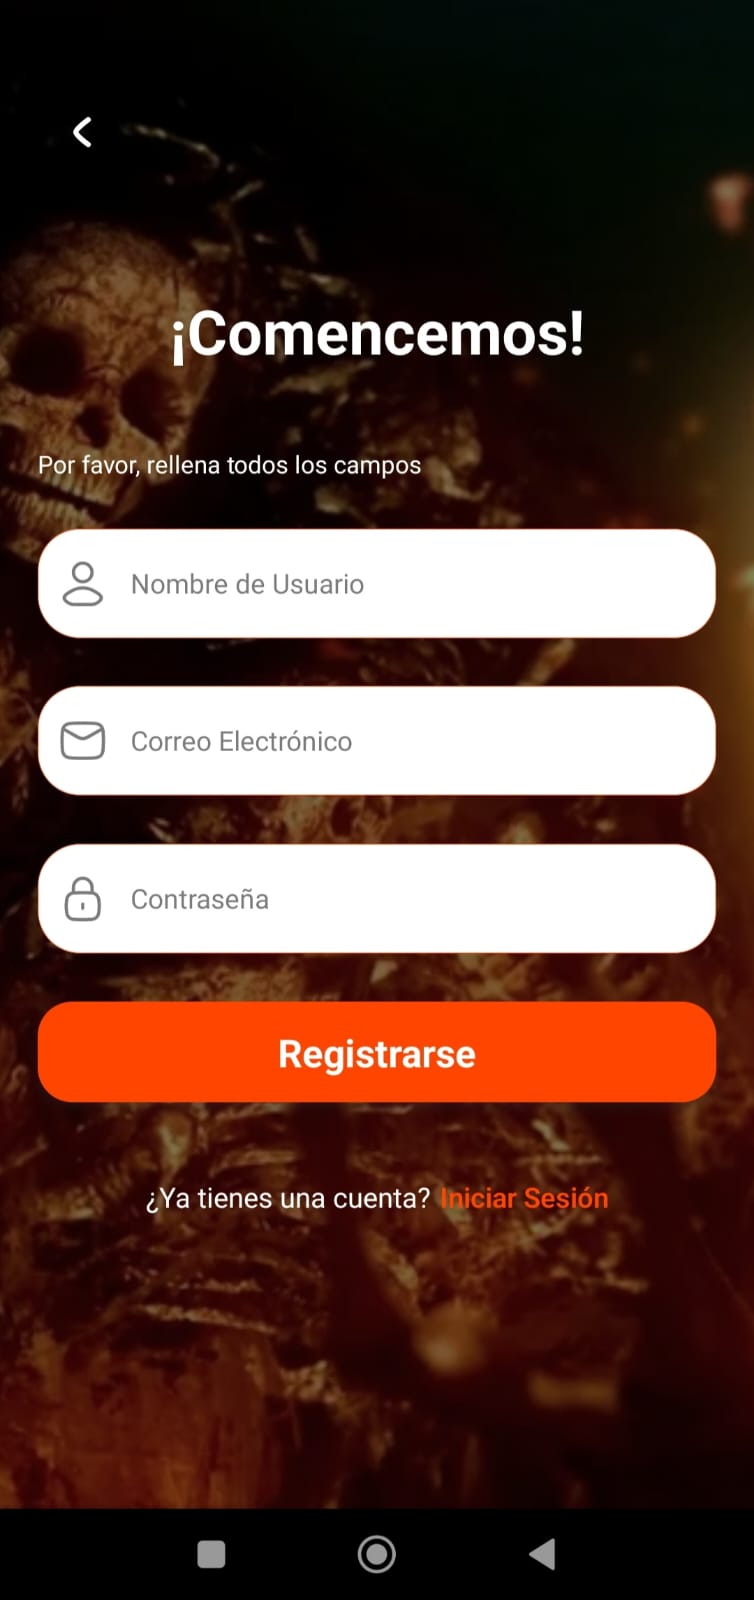 ¡Comencemos!
Por favor, rellena todos los campos
Nombre de Usuario
Correo Electrónico
Contraseña
Registrarse
¿Ya tienes una cuenta? Iniciar Sesión